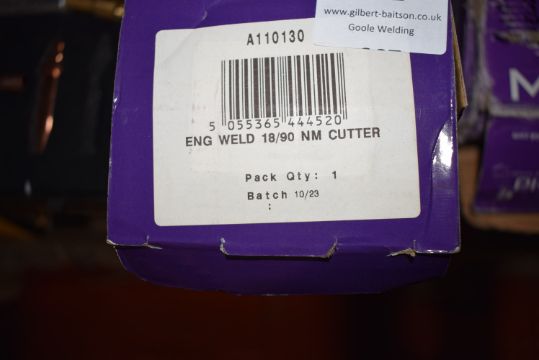 www.gilbert-baitson.co.uk
Goole Welding
A110130
5 055365 444520
ENG WELD 18/90 NM CUTTER
Pack Qty: 1
Batch 10/23
:
M